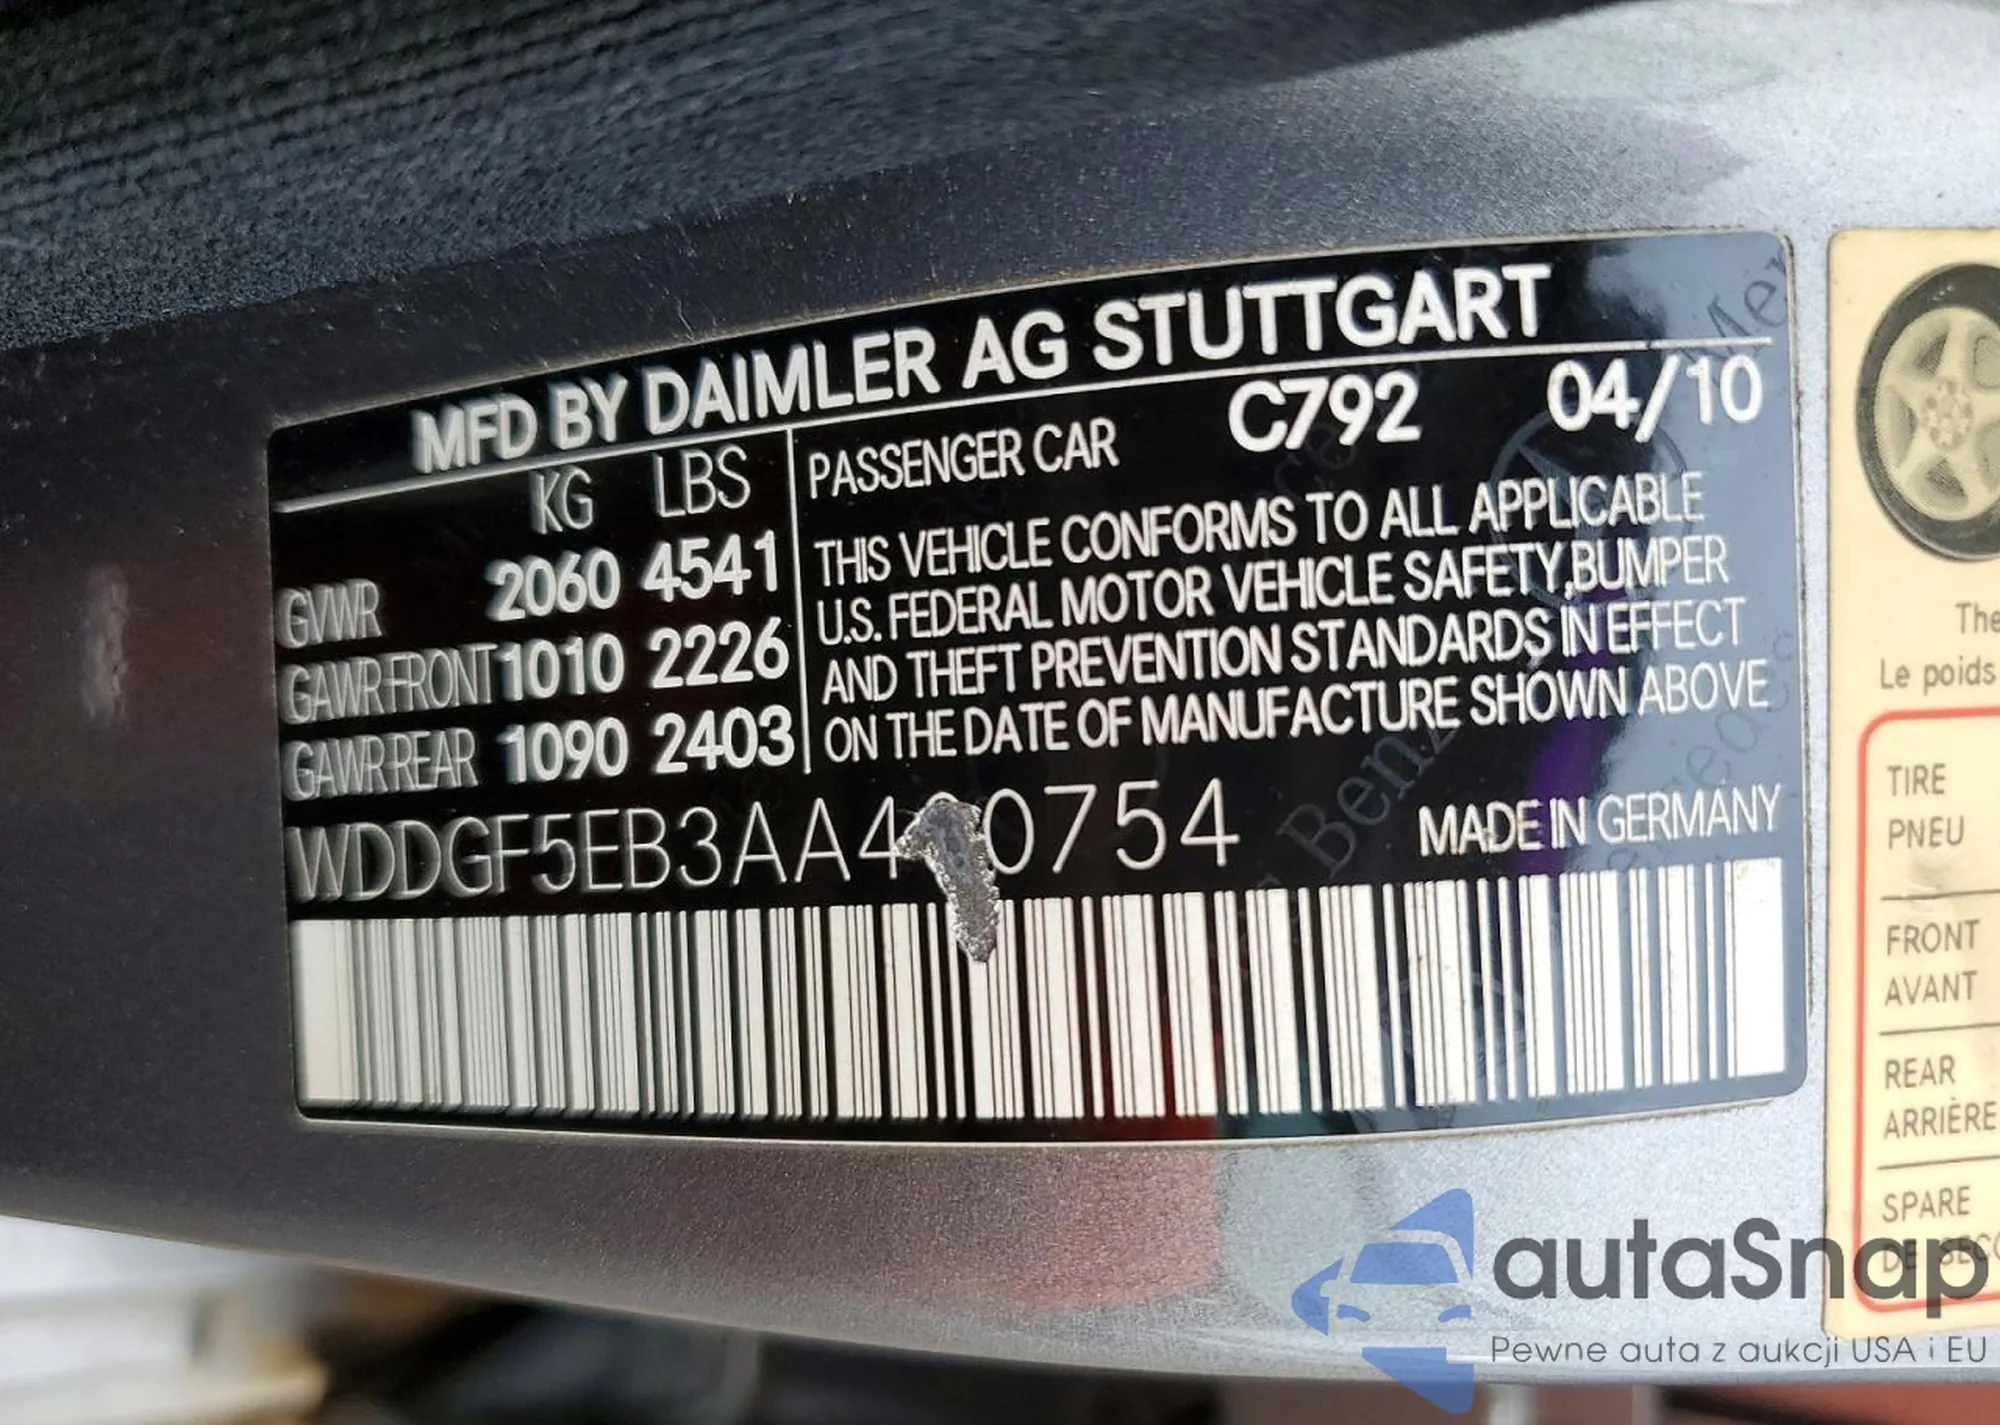 MFD BY DAIMLER AG STUTTGART
KG LBS
GVWR 2060 4541
GAWR FRONT 1010 2226
GAWR REAR 1090 2403
PASSENGER CAR C792 04/10
THIS VEHICLE CONFORMS TO ALL APPLICABLE
U.S. FEDERAL MOTOR VEHICLE SAFETY,BUMPER
AND THEFT PREVENTION STANDARDS IN EFFECT
ON THE DATE OF MANUFACTURE SHOWN ABOVE
WDDGF5EB3AA400754 MADE IN GERMANY
The
Le poids
TIRE
PNEU
FRONT
AVANT
REAR
ARRIÈRE
SPARE
autaSnap
Pewne auta z aukcji USA i EU